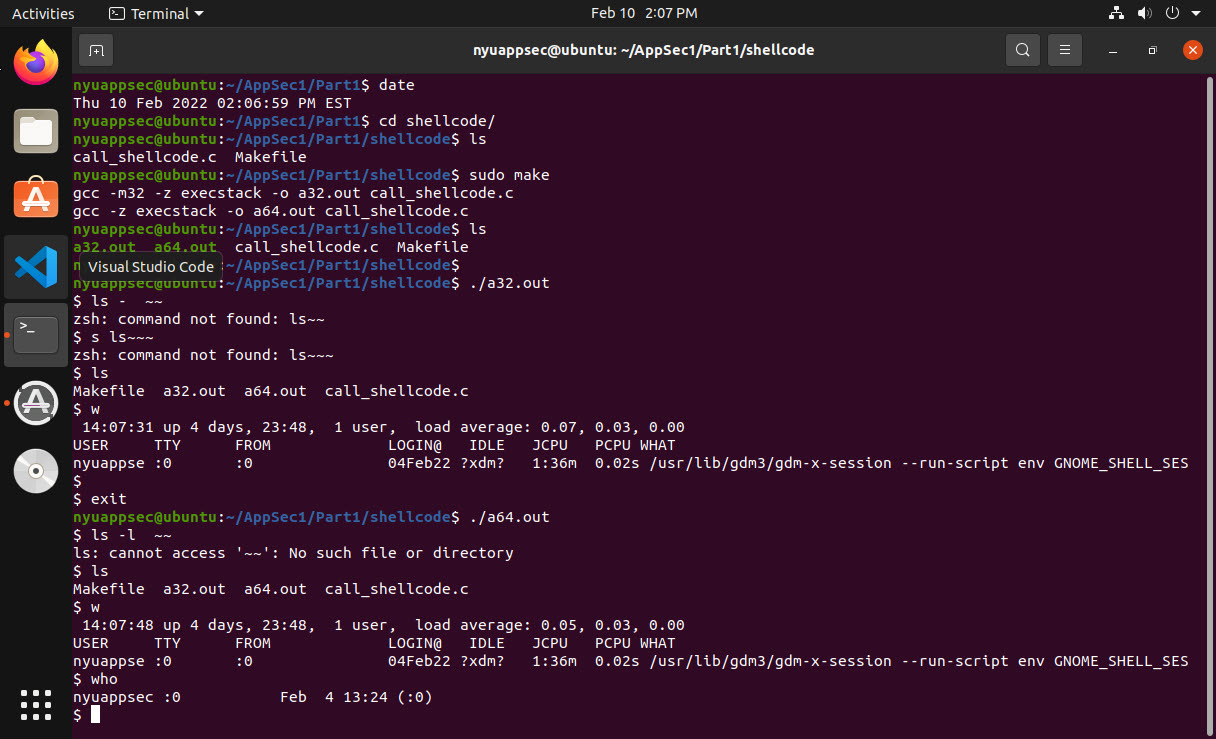 Activities Terminal Feb 10 2:07 PM
nyuappsec@ubuntu: ~/AppSec1/Part1/shellcode
nyuappsec@ubuntu:~/AppSec1/Part1$ date
Thu 10 Feb 2022 02:06:59 PM EST
nyuappsec@ubuntu:~/AppSec1/Part1$ cd shellcode/
nyuappsec@ubuntu:~/AppSec1/Part1/shellcode$ ls
call_shellcode.c  Makefile
nyuappsec@ubuntu:~/AppSec1/Part1/shellcode$ sudo make
gcc -m32 -z execstack -o a32.out call_shellcode.c
gcc -z execstack -o a64.out call_shellcode.c
nyuappsec@ubuntu:~/AppSec1/Part1/shellcode$ ls
a32.out  a64.out  call_shellcode.c  Makefile
Visual Studio Code :~/AppSec1/Part1/shellcode$
nyuappsec@ubuntu:~/AppSec1/Part1/shellcode$ ./a32.out
$ ls -  ~~
zsh: command not found: ls~~
$ s ls~~~
zsh: command not found: ls~~~
$ ls
Makefile  a32.out  a64.out  call_shellcode.c
$ w
 14:07:31 up 4 days, 23:48,  1 user,  load average: 0.07, 0.03, 0.00
USER     TTY      FROM             LOGIN@   IDLE   JCPU   PCPU WHAT
nyuappse :0       :0               04Feb22 ?xdm?   1:36m  0.02s /usr/lib/gdm3/gdm-x-session --run-script env GNOME_SHELL_SES
$
$ exit
nyuappsec@ubuntu:~/AppSec1/Part1/shellcode$ ./a64.out
$ ls -l  ~~
ls: cannot access '~~': No such file or directory
$ ls
Makefile  a32.out  a64.out  call_shellcode.c
$ w
 14:07:48 up 4 days, 23:48,  1 user,  load average: 0.05, 0.03, 0.00
USER     TTY      FROM             LOGIN@   IDLE   JCPU   PCPU WHAT
nyuappse :0       :0               04Feb22 ?xdm?   1:36m  0.02s /usr/lib/gdm3/gdm-x-session --run-script env GNOME_SHELL_SES
$ who
nyuappsec :0           Feb  4 13:24 (:0)
$